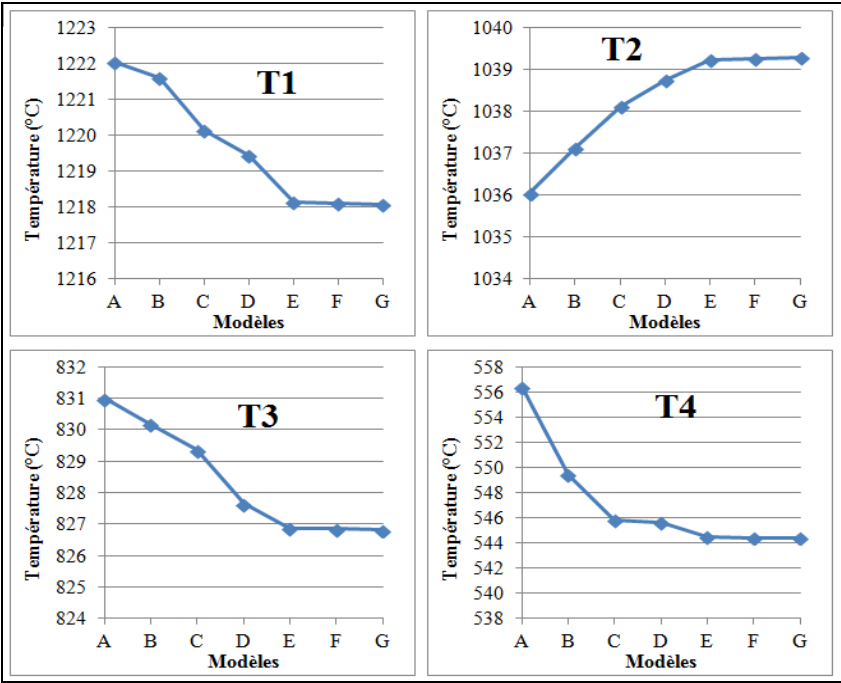 T1
Température (°C)
1223
1222
1221
1220
1219
1218
1217
1216
A B C D E F G
Modèles
T2
Température (°C)
1040
1039
1038
1037
1036
1035
1034
A B C D E F G
Modèles
T3
Température (°C)
832
831
830
829
828
827
826
825
824
A B C D E F G
Modèles
T4
Température (°C)
558
556
554
552
550
548
546
544
542
540
538
A B C D E F G
Modèles